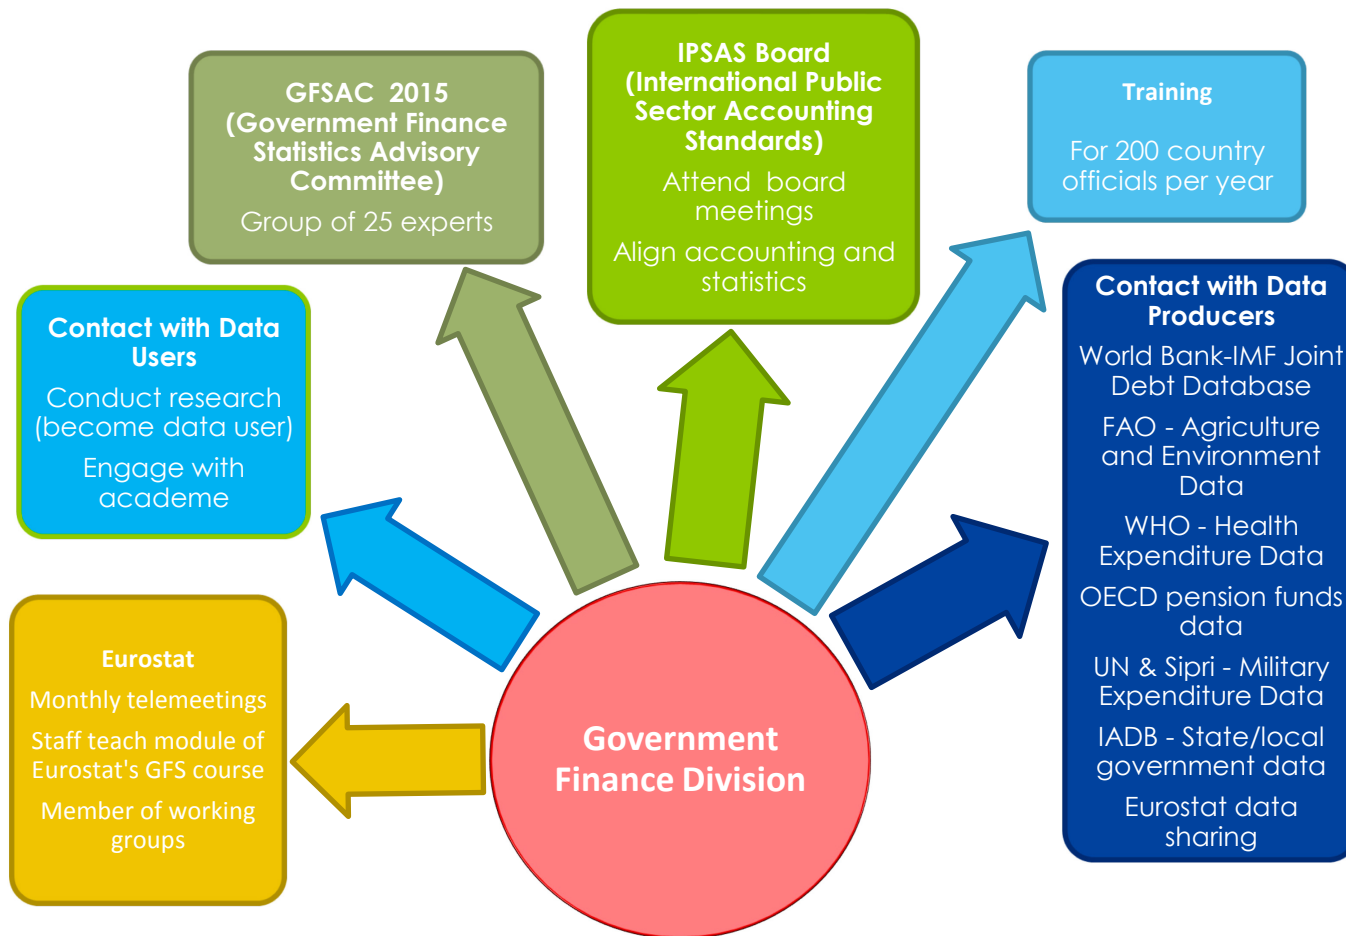 GFSAC  2015
(Government Finance
Statistics Advisory
Committee)
Group of 25 experts
IPSAS Board
(International Public
Sector Accounting
Standards)
Attend  board
meetings
Align accounting and
statistics
Training
For 200 country
officials per year
Contact with Data
Users
Conduct research
(become data user)
Engage with
academe
Contact with Data
Producers
World Bank-IMF Joint
Debt Database
FAO - Agriculture
and Environment
Data
WHO - Health
Expenditure Data
OECD pension funds
data
UN & Sipri - Military
Expenditure Data
IADB - State/local
government data
Eurostat data
sharing
Eurostat
Monthly telemeetings
Staff teach module of
Eurostat's GFS course
Member of working
groups
Government
Finance Division